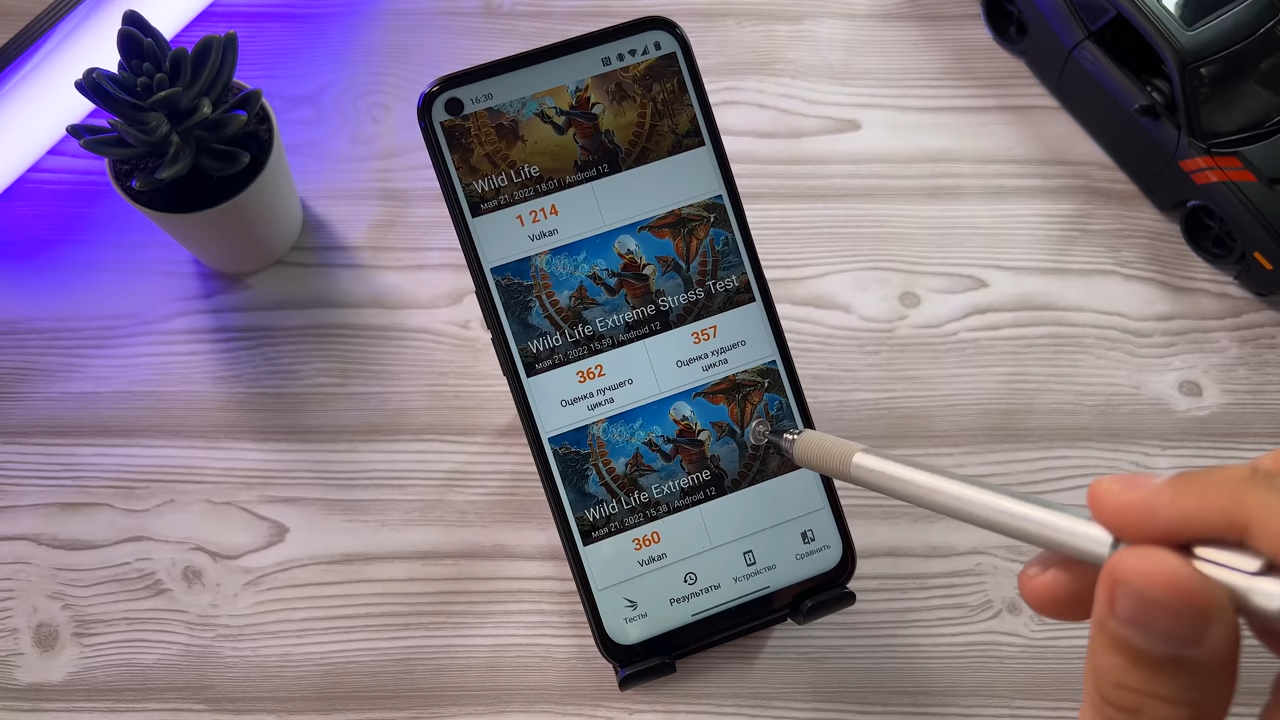 16:30
Wild Life
мая 21, 2022 18:01 | Android 12
1 214
Vulkan
Wild Life Extreme Stress Test
мая 21, 2022 15:59 | Android 12
362
Оценка лучшего
цикла
357
Оценка худшего
цикла
Wild Life Extreme
мая 21, 2022 15:38 | Android 12
360
Vulkan
Тесты
Результаты
Устройство
Сравнить